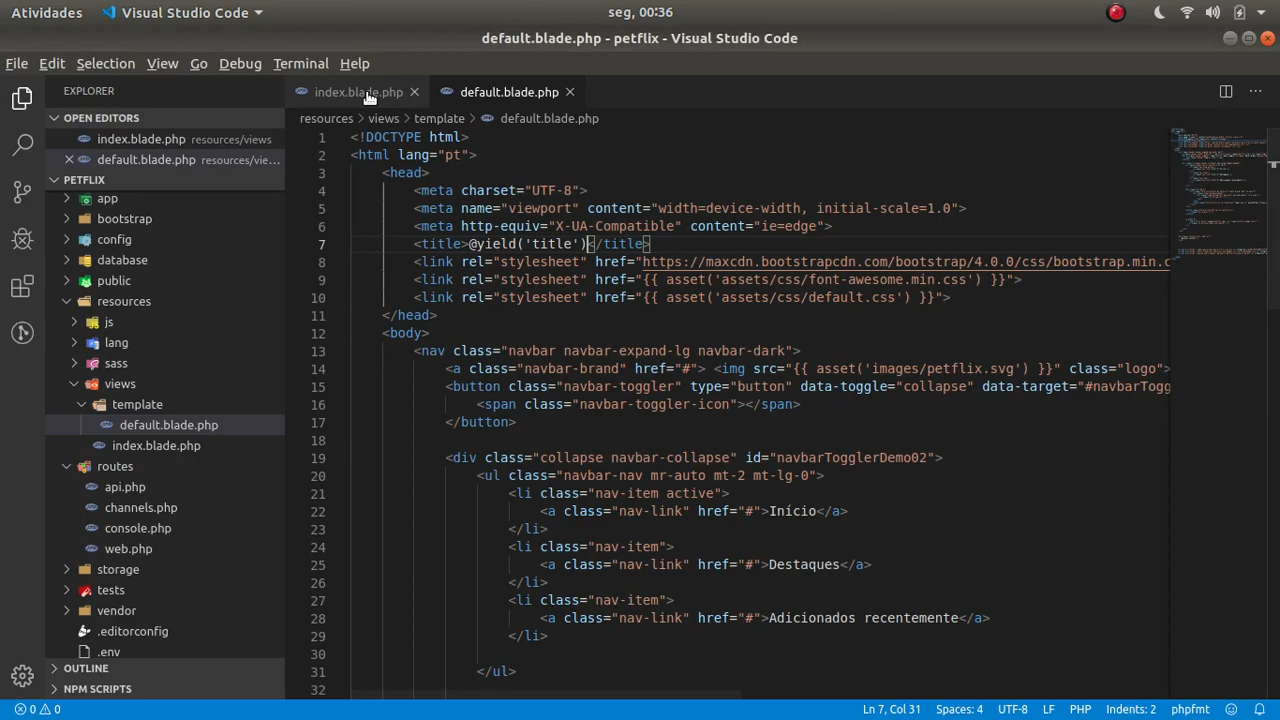 Atividades Visual Studio Code seg, 00:36
default.blade.php - petflix - Visual Studio Code
File Edit Selection View Go Debug Terminal Help
EXPLORER
OPEN EDITORS
index.blade.php resources/views
default.blade.php resources/vie...
PETFLIX
app
bootstrap
config
database
public
resources
js
lang
sass
views
template
default.blade.php
index.blade.php
routes
api.php
channels.php
console.php
web.php
storage
tests
vendor
.editorconfig
.env
OUTLINE
NPM SCRIPTS
index.blade.php default.blade.php
resources > views > template > default.blade.php
1 <!DOCTYPE html>
2 <html lang="pt">
3 <head>
4 <meta charset="UTF-8">
5 <meta name="viewport" content="width=device-width, initial-scale=1.0">
6 <meta http-equiv="X-UA-Compatible" content="ie=edge">
7 <title>@yield('title')</title>
8 <link rel="stylesheet" href="https://maxcdn.bootstrapcdn.com/bootstrap/4.0.0/css/bootstrap.min.c
9 <link rel="stylesheet" href="{{ asset('assets/css/font-awesome.min.css') }}">
10 <link rel="stylesheet" href="{{ asset('assets/css/default.css') }}">
11 </head>
12 <body>
13 <nav class="navbar navbar-expand-lg navbar-dark">
14 <a class="navbar-brand" href="#"> <img src="{{ asset('images/petflix.svg') }}" class="logo">
15 <button class="navbar-toggler" type="button" data-toggle="collapse" data-target="#navbarTogg
16 <span class="navbar-toggler-icon"></span>
17 </button>
18
19 <div class="collapse navbar-collapse" id="navbarTogglerDemo02">
20 <ul class="navbar-nav mr-auto mt-2 mt-lg-0">
21 <li class="nav-item active">
22 <a class="nav-link" href="#">Início</a>
23 </li>
24 <li class="nav-item">
25 <a class="nav-link" href="#">Destaques</a>
26 </li>
27 <li class="nav-item">
28 <a class="nav-link" href="#">Adicionados recentemente</a>
29 </li>
30
31 </ul>
32
0 0 Ln 7, Col 31 Spaces: 4 UTF-8 LF PHP Indents: 2 phpfmt